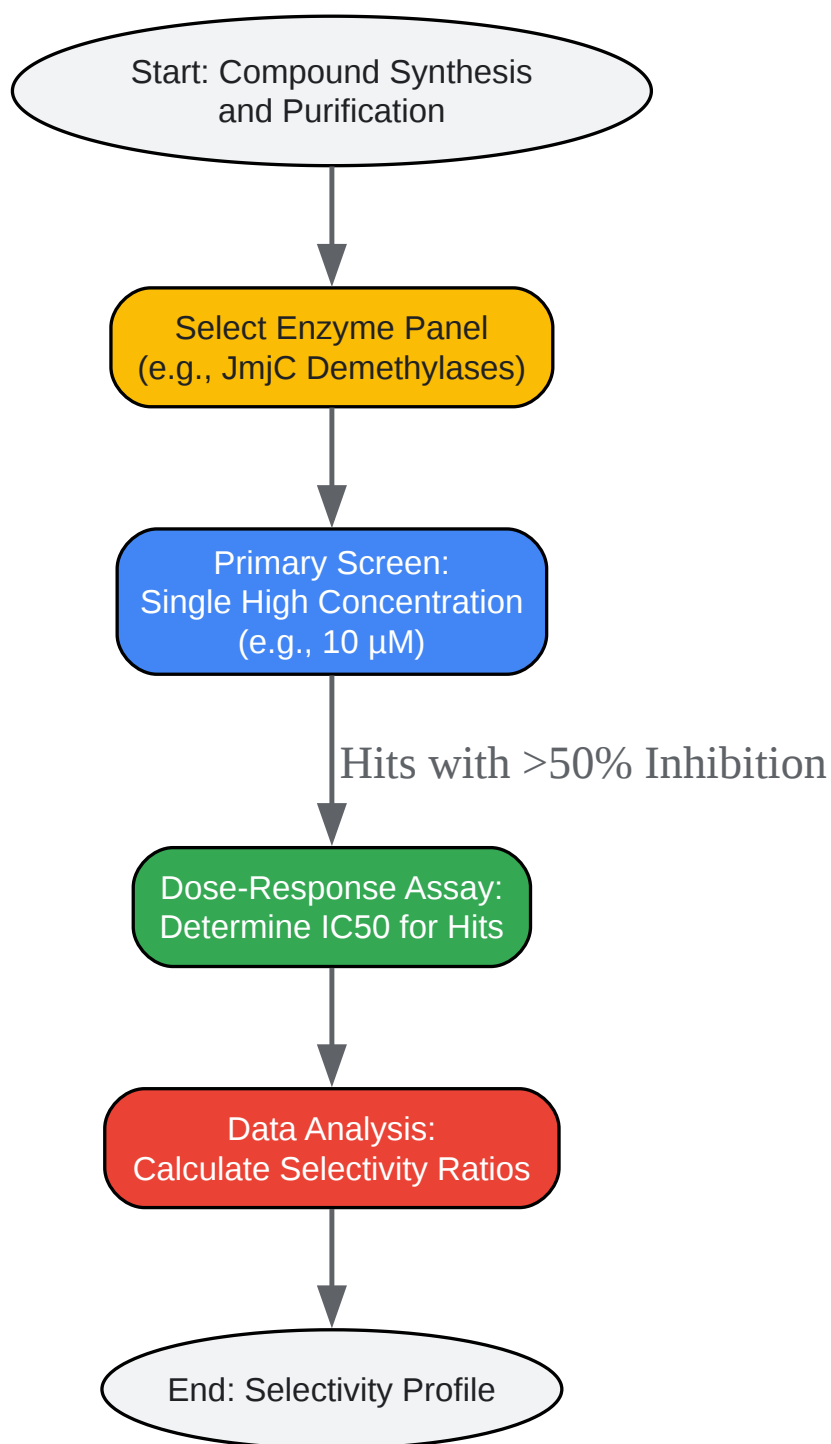 Start: Compound Synthesis
and Purification
Select Enzyme Panel
(e.g., JmjC Demethylases)
Primary Screen:
Single High Concentration
(e.g., 10 µM)
Hits with >50% Inhibition
Dose-Response Assay:
Determine IC50 for Hits
Data Analysis:
Calculate Selectivity Ratios
End: Selectivity Profile